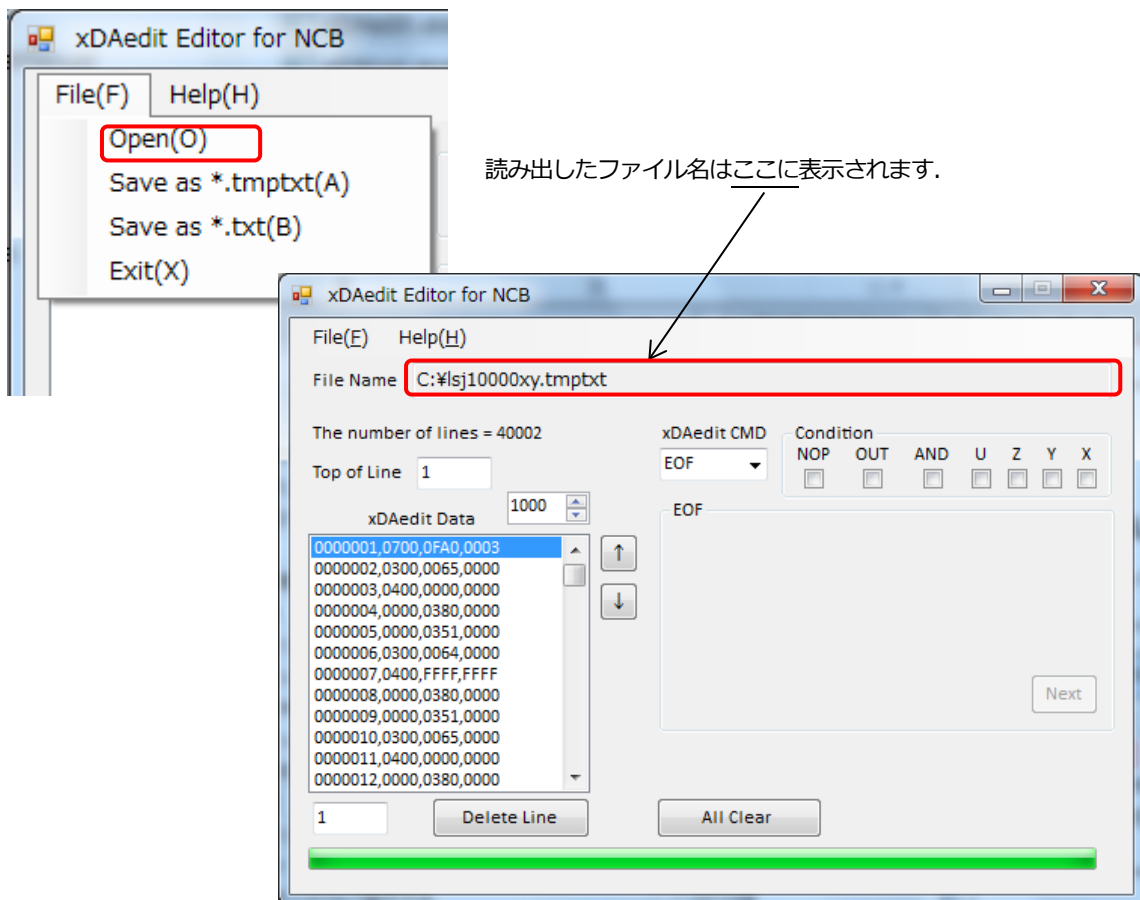 xDAedit Editor for NCB
File(F) Help(H)
Open(O)
Save as *.tmptxt(A)
Save as *.txt(B)
Exit(X)
読み出したファイル名はここに表示されます.
xDAedit Editor for NCB
File(F) Help(H)
File Name C:¥lsj10000xy.tmptxt
The number of lines = 40002
xDAedit CMD Condition
NOP OUT AND U Z Y X
EOF
Top of Line 1
1000
xDAedit Data
EOF
0000001,0700,0FA0,0003
0000002,0300,0065,0000
0000003,0400,0000,0000
0000004,0000,0380,0000
0000005,0000,0351,0000
0000006,0300,0064,0000
0000007,0400,FFFF,FFFF
0000008,0000,0380,0000
0000009,0000,0351,0000
0000010,0300,0065,0000
0000011,0400,0000,0000
0000012,0000,0380,0000
↑
↓
Next
1 Delete Line All Clear